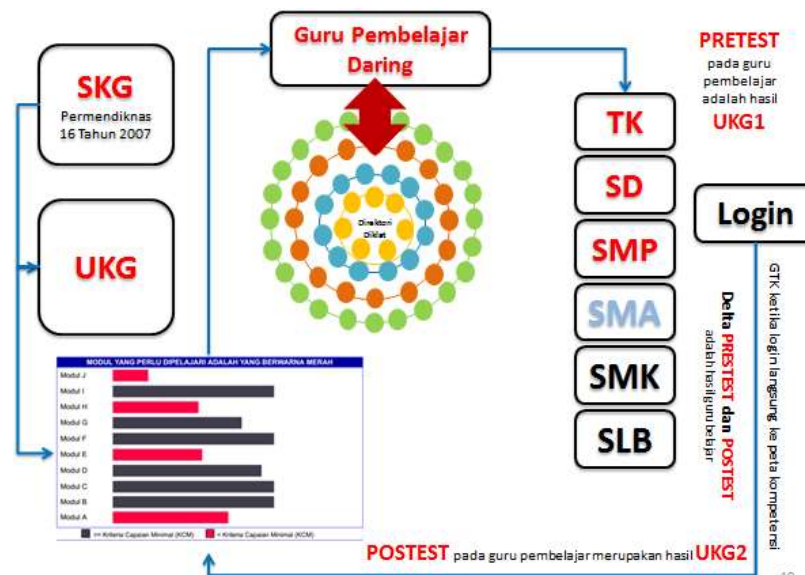 SKG
Permendiknas
16 Tahun 2007
UKG
Guru Pembelajar
Daring
Direktori
Diklat
TK
SD
SMP
SMA
SMK
SLB
PRETEST
pada guru
pembelajar
adalah hasil
UKG1
Login
GTK ketika login langsung ke peta kompetensi
Delta PRESTEST dan POSTEST
adalah hasil guru belajar
MODUL YANG PERLU DIPELAJARI ADALAH YANG BERWARNA MERAH
Modul J
Modul I
Modul H
Modul G
Modul F
Modul E
Modul D
Modul C
Modul B
Modul A
>= Kriteria Capaian Minimal (KCM)
< Kriteria Capaian Minimal (KCM)
POSTEST pada guru pembelajar merupakan hasil UKG2